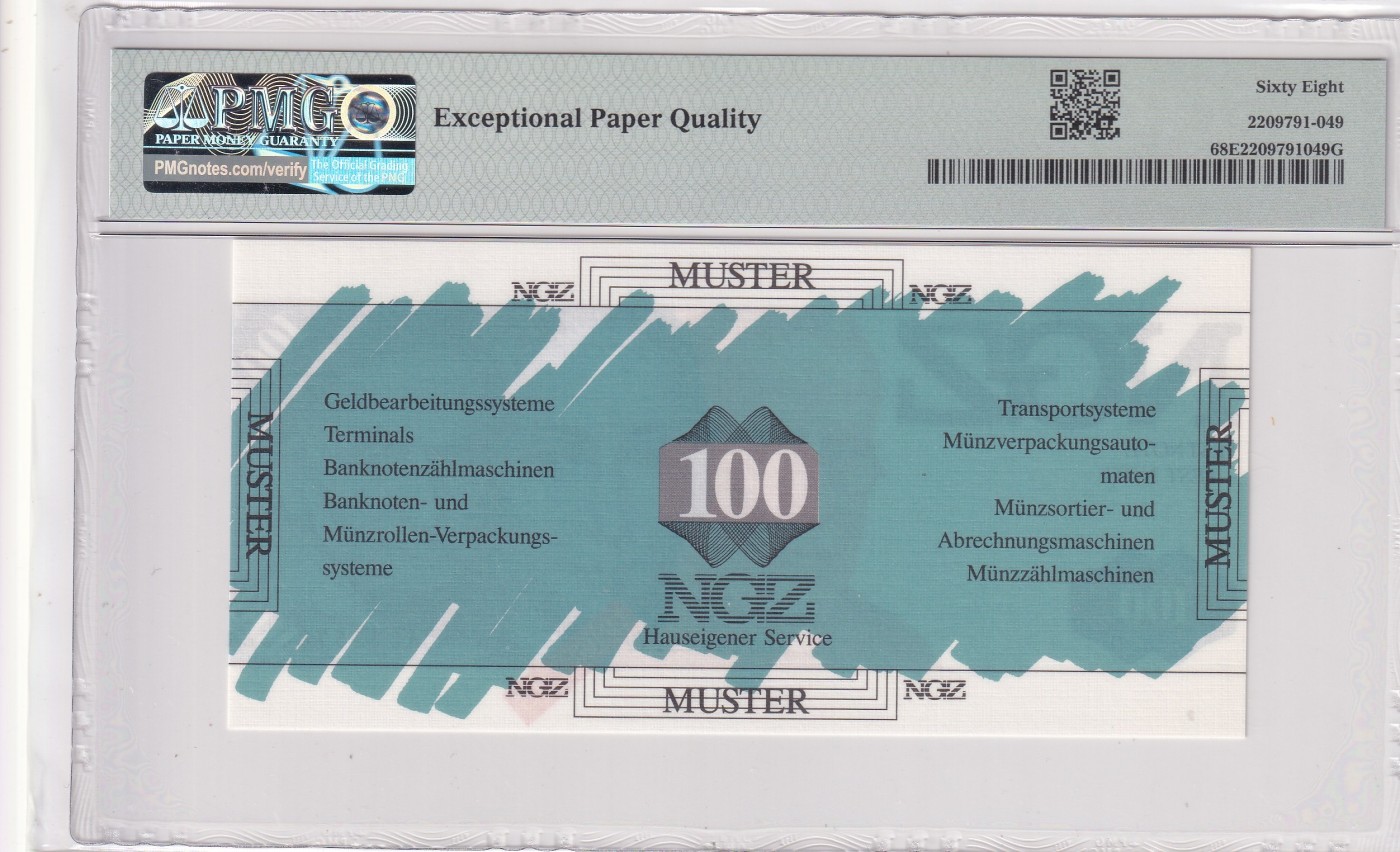 PMG
PAPER MONEY GUARANTY
PMGnotes.com/verify
The Official Grading
Service of the PNG
Exceptional Paper Quality
Sixty Eight
2209791-049
68E2209791049G
MUSTER
NGZ
NGZ
MUSTER
Geldbearbeitungssysteme
Terminals
Banknotenzählmaschinen
Banknoten- und
Münzrollen-Verpackungs-
systeme
100
NGZ
Hauseigener Service
Transportsysteme
Münzverpackungsauto-
maten
Münzsortier- und
Abrechnungsmaschinen
Münzzählmaschinen
MUSTER
NGZ
MUSTER
NGZ